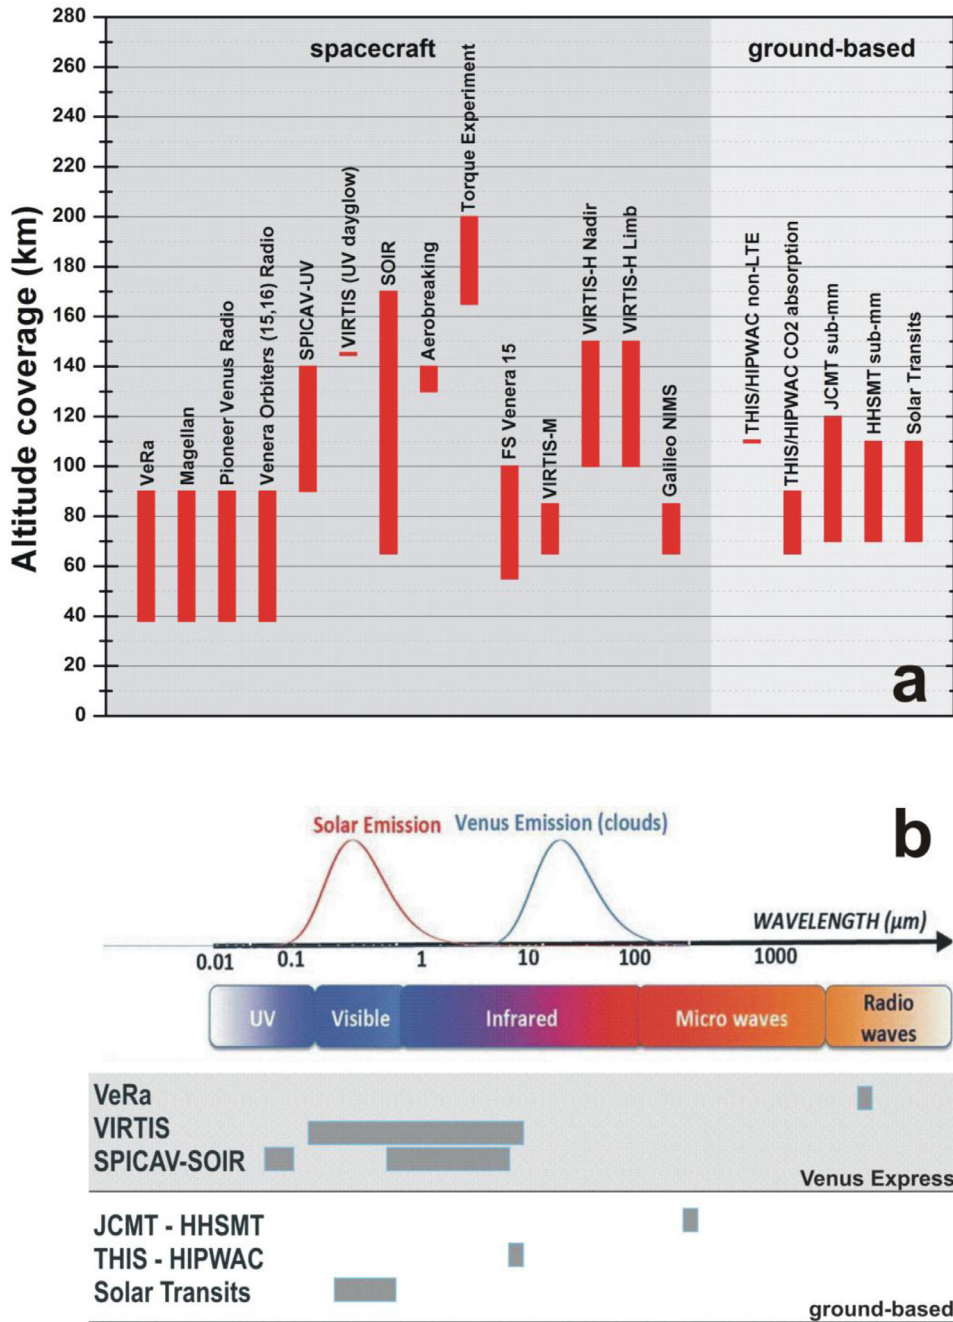 280
260
240
220
200
180
160
140
120
100
80
60
40
20
0
Altitude coverage (km)
spacecraft
ground-based
VeRa
Magellan
Pioneer Venus Radio
Venera Orbiters (15,16) Radio
SPICAV-UV
VIRTIS (UV dayglow)
SOIR
Aerobreaking
Torque Experiment
FS Venera 15
VIRTIS-M
VIRTIS-H Nadir
VIRTIS-H Limb
Galileo NIMS
THIS/HIPWAC non-LTE
THIS/HIPWAC CO2 absorption
JCMT sub-mm
HHSMT sub-mm
Solar Transits
a
b
Solar Emission Venus Emission (clouds)
WAVELENGTH (µm)
0.01 0.1 1 10 100 1000
UV Visible Infrared Micro waves Radio
waves
VeRa
VIRTIS
SPICAV-SOIR
Venus Express
JCMT - HHSMT
THIS - HIPWAC
Solar Transits
ground-based